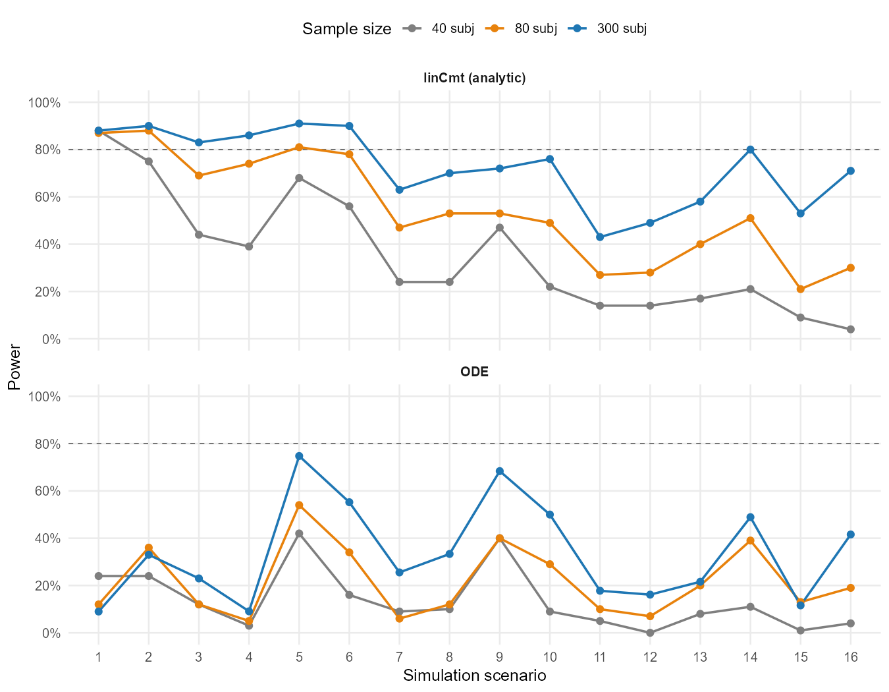 Sample size 40 subj 80 subj 300 subj
linCmt (analytic)
100%
80%
60%
40%
20%
0%
Power
ODE
100%
80%
60%
40%
20%
0%
1 2 3 4 5 6 7 8 9 10 11 12 13 14 15 16
Simulation scenario